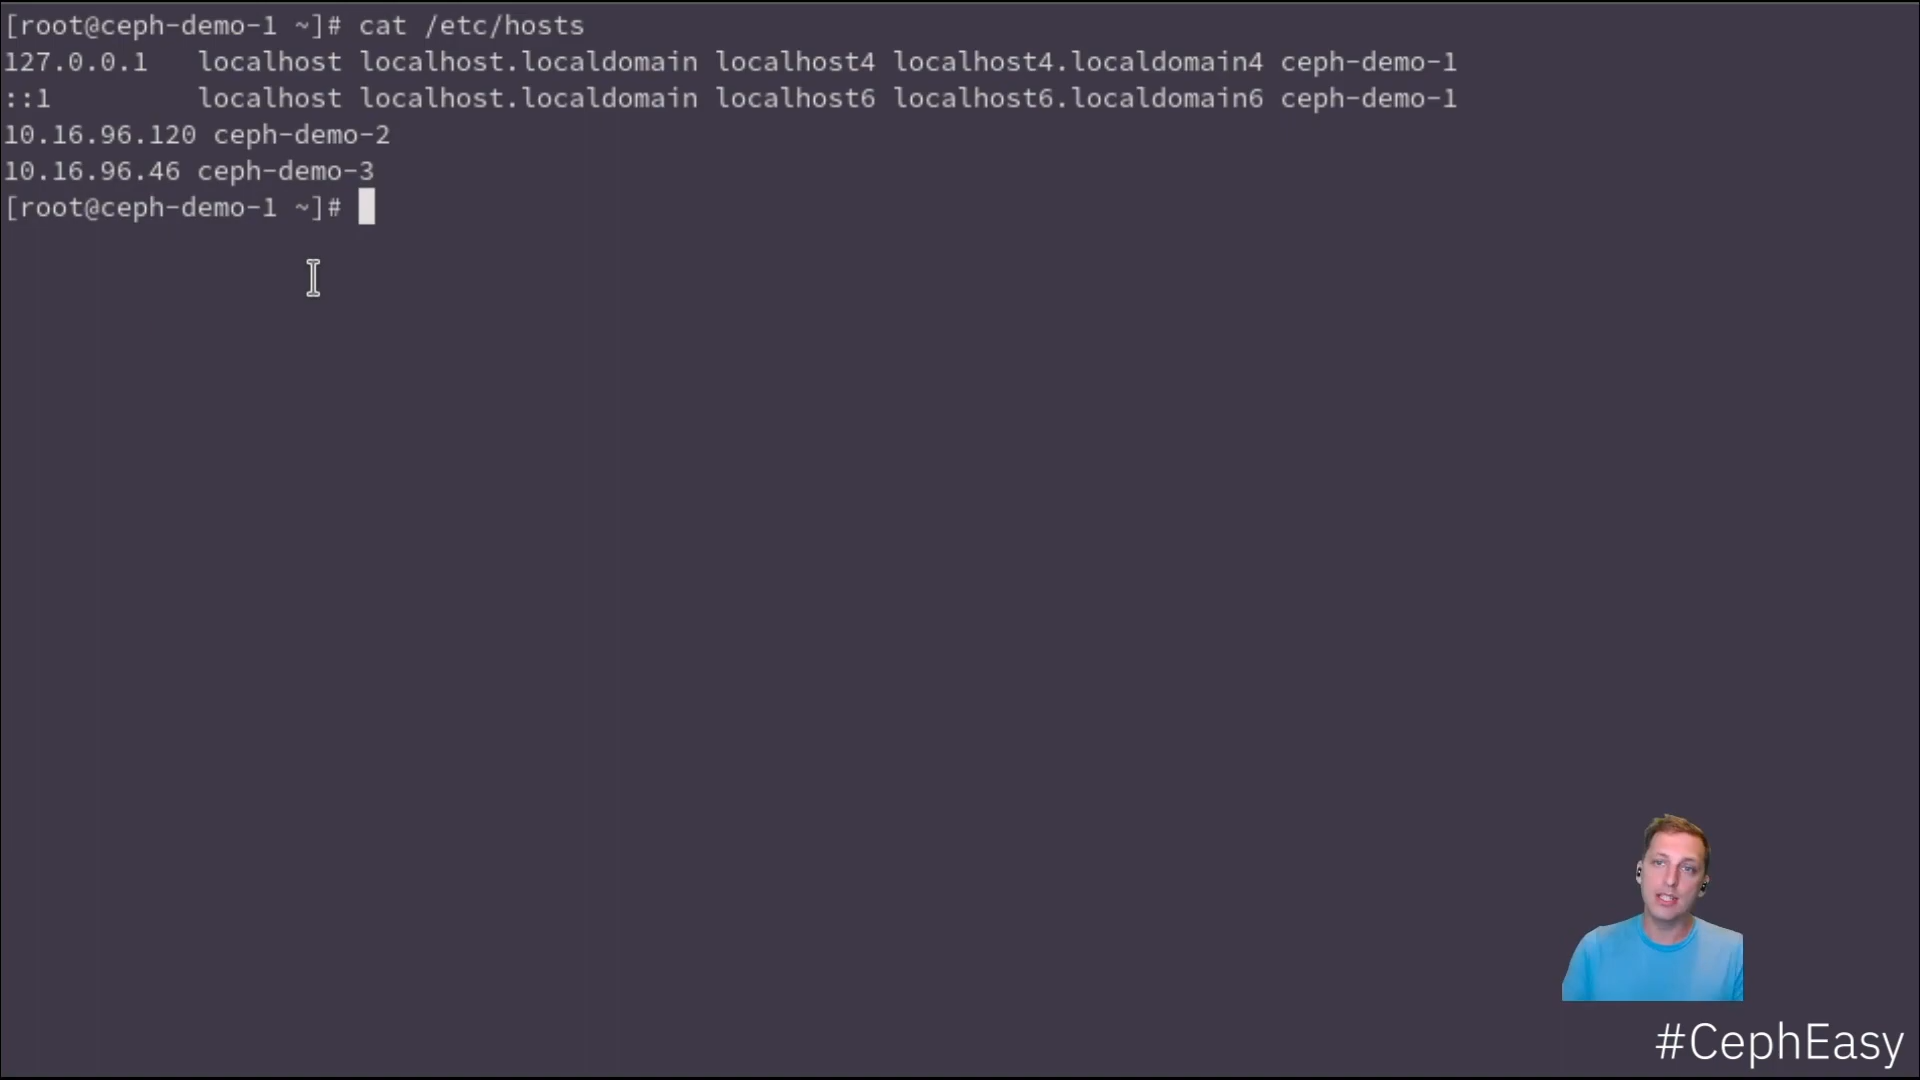 [root@ceph-demo-1 ~]# cat /etc/hosts
127.0.0.1   localhost localhost.localdomain localhost4 localhost4.localdomain4 ceph-demo-1
::1         localhost localhost.localdomain localhost6 localhost6.localdomain6 ceph-demo-1
10.16.96.120 ceph-demo-2
10.16.96.46 ceph-demo-3
[root@ceph-demo-1 ~]#
#CephEasy